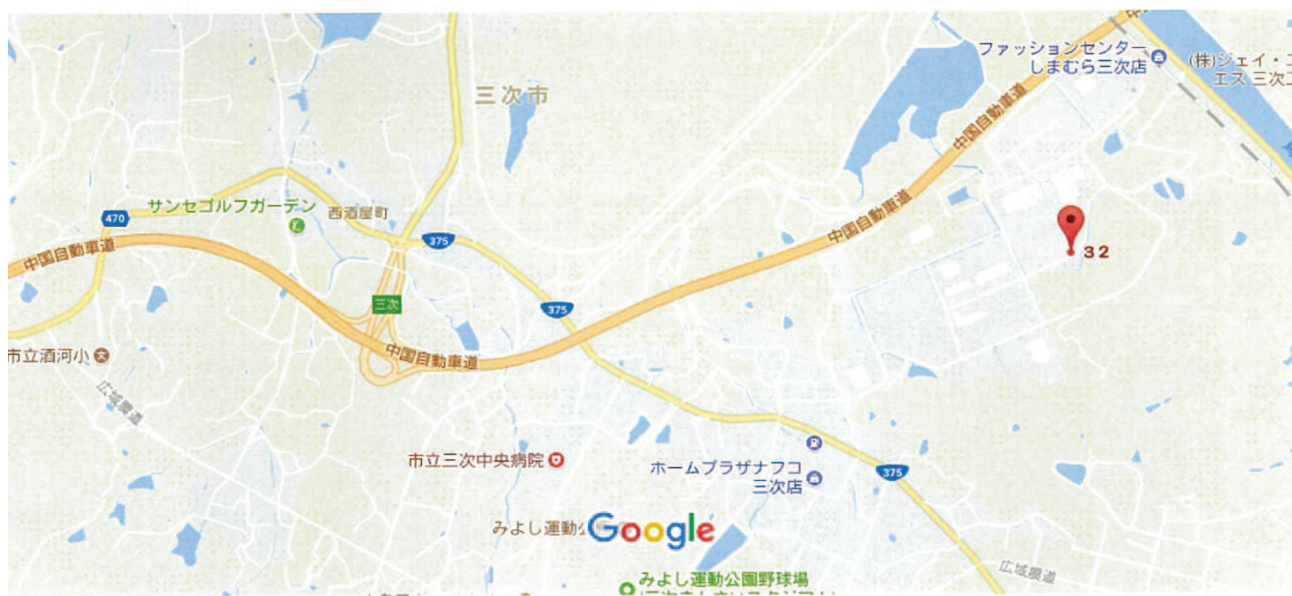 中国自動車道
ファッションセンター
しまむら三次店
(株)ジェイ・エ
エス 三次工
三次市
中国自動車道
サンセゴルフガーデン
西酒屋町
470
375
中国自動車道
32
中国自動車道
三次
375
市立酒河小
中国自動車道
広域農道
市立三次中央病院
ホームプラザナフコ
三次店
375
みよし運動公
Google
広域農道
みよし運動公園野球場